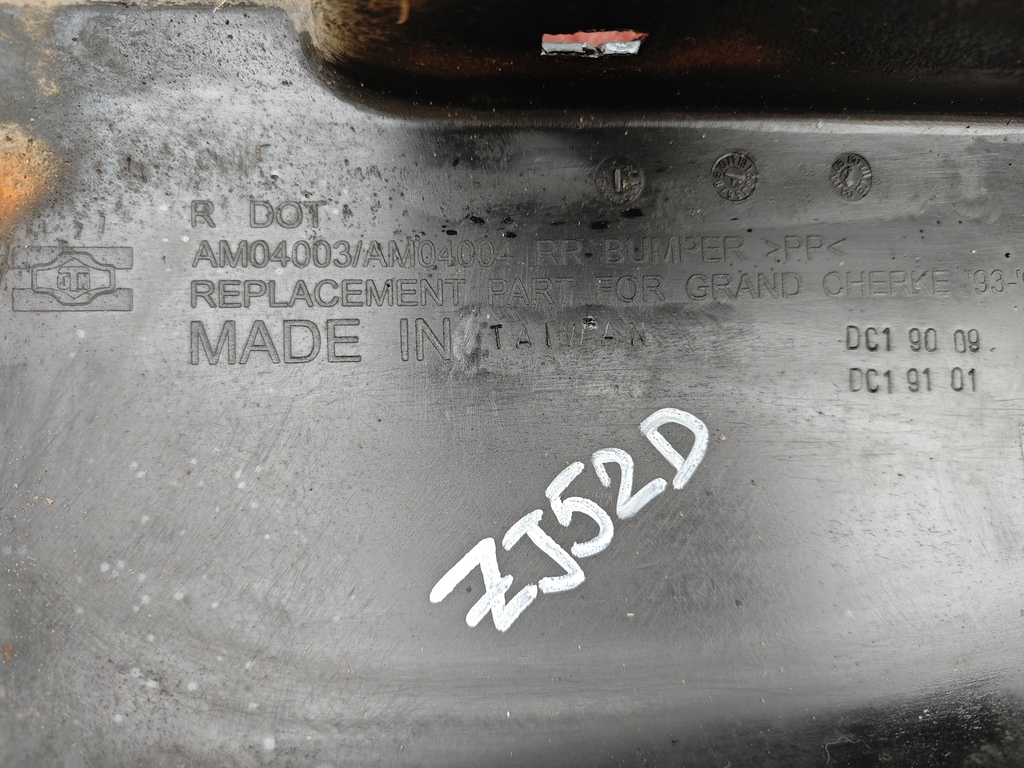 R DOT
AM04003/AM04004 RR BUMPER >PP<
REPLACEMENT PART FOR GRAND CHERKE '93-'
MADE IN TAIWAN
DC1 90 09
DC1 91 01
ZJ52D